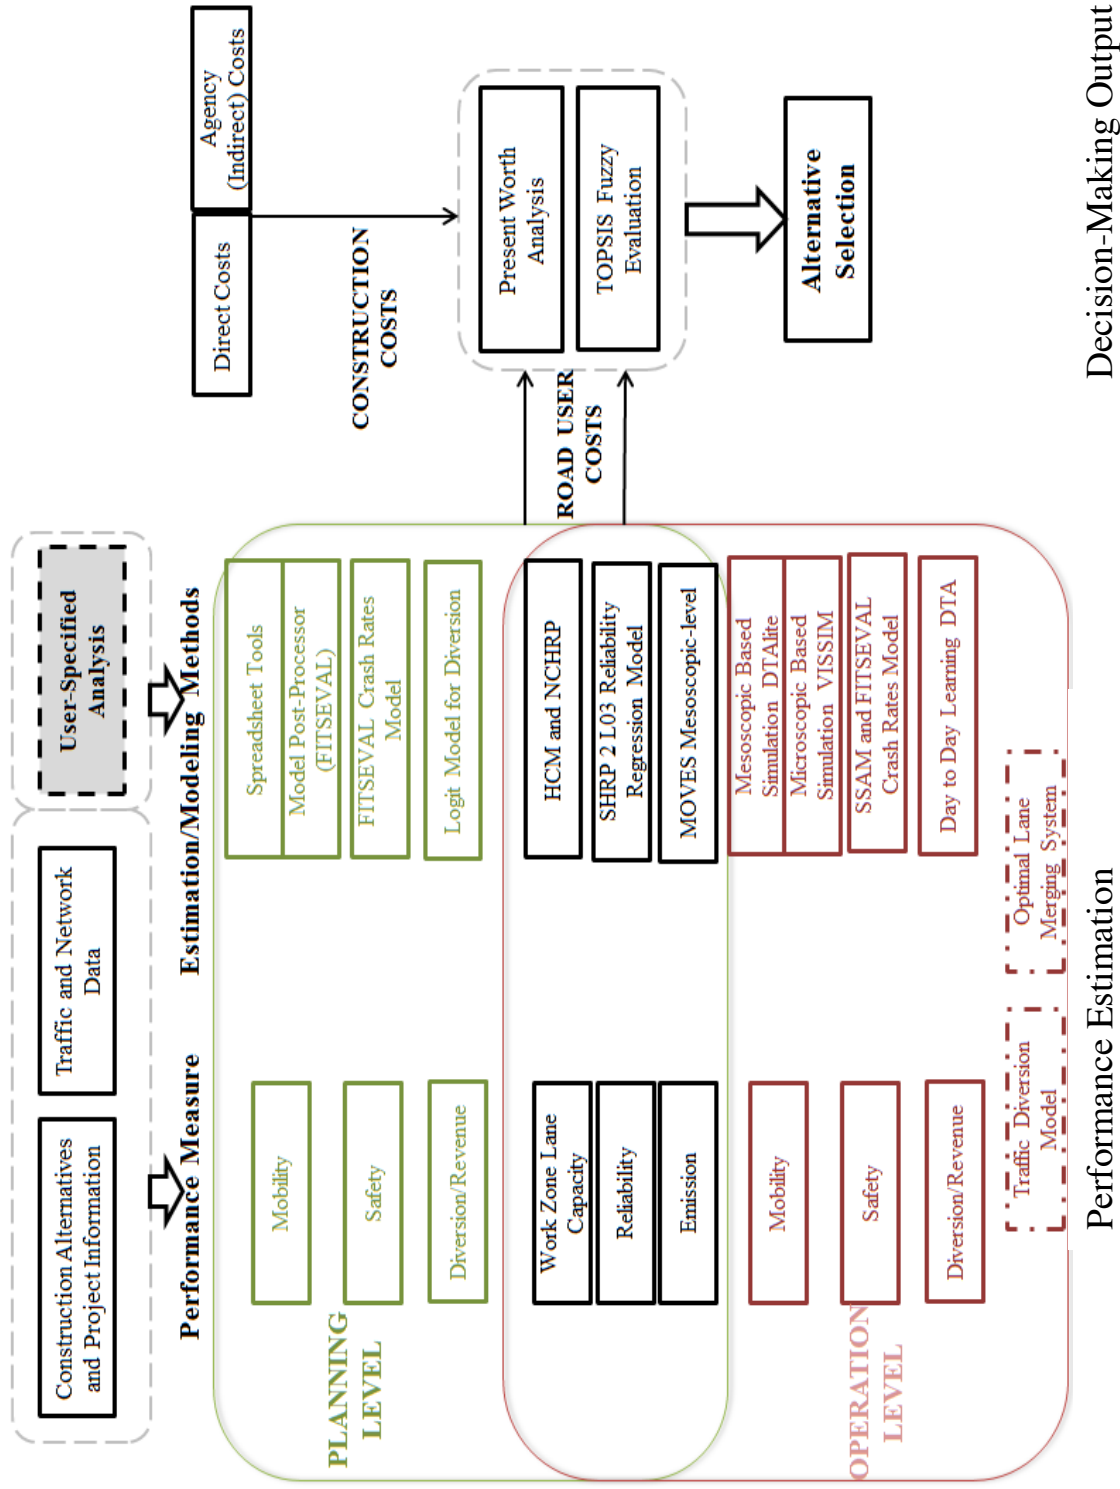 Construction Alternatives
and Project Information
Traffic and Network
Data
User-Specified
Analysis
Performance Measure
Estimation/Modeling Methods
PLANNING
LEVEL
Mobility
Safety
Diversion/Revenue
Spreadsheet Tools
Model Post-Processor
(FITSEVAL)
FITSEVAL Crash Rates
Model
Logit Model for Diversion
Work Zone Lane
Capacity
Reliability
Emission
HCM and NCHRP
SHRP 2 L03 Reliability
Regression Model
MOVES Mesoscopic-level
OPERATION
LEVEL
Mobility
Safety
Diversion/Revenue
Mesoscopic Based
Simulation DTAlite
Microscopic Based
Simulation VISSIM
SSAM and FITSEVAL
Crash Rates Model
Day to Day Learning DTA
Traffic Diversion
Model
Optimal Lane
Merging System
Performance Estimation
Direct Costs
Agency
(Indirect) Costs
CONSTRUCTION
COSTS
ROAD USER
COSTS
Present Worth
Analysis
TOPSIS Fuzzy
Evaluation
Alternative
Selection
Decision-Making Output